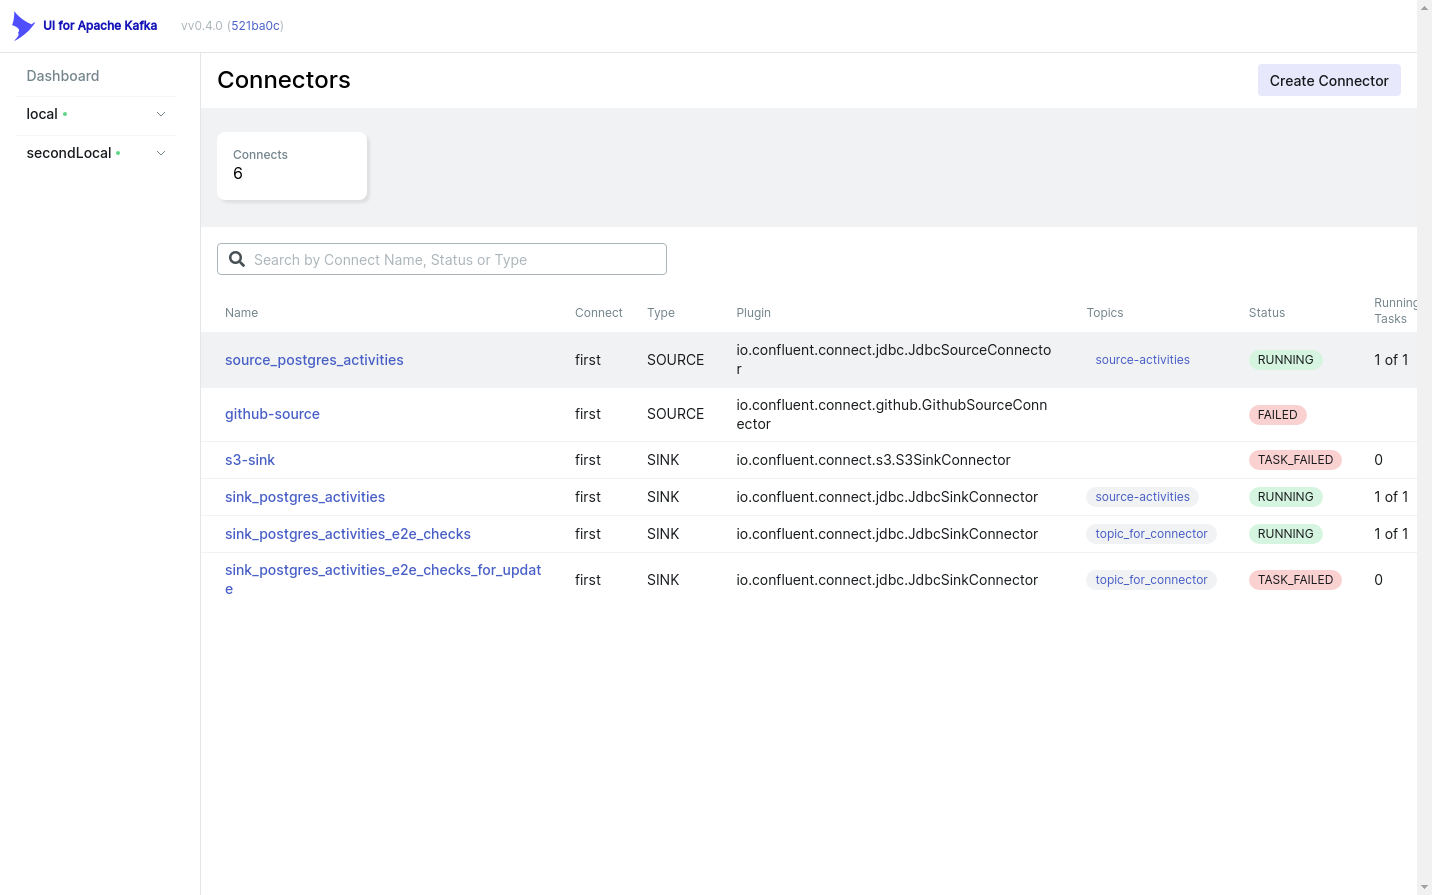 UI for Apache Kafka vv0.4.0 (521ba0c)
Dashboard
local
secondLocal
Connectors
Create Connector
Connects
6
Search by Connect Name, Status or Type
Name Connect Type Plugin Topics Status Running
Tasks
source_postgres_activities first SOURCE io.confluent.connect.jdbc.JdbcSourceConnecto
r source-activities RUNNING 1 of 1
github-source first SOURCE io.confluent.connect.github.GithubSourceConn
ector FAILED
s3-sink first SINK io.confluent.connect.s3.S3SinkConnector TASK_FAILED 0
sink_postgres_activities first SINK io.confluent.connect.jdbc.JdbcSinkConnector source-activities RUNNING 1 of 1
sink_postgres_activities_e2e_checks first SINK io.confluent.connect.jdbc.JdbcSinkConnector topic_for_connector RUNNING 1 of 1
sink_postgres_activities_e2e_checks_for_updat
e first SINK io.confluent.connect.jdbc.JdbcSinkConnector topic_for_connector TASK_FAILED 0